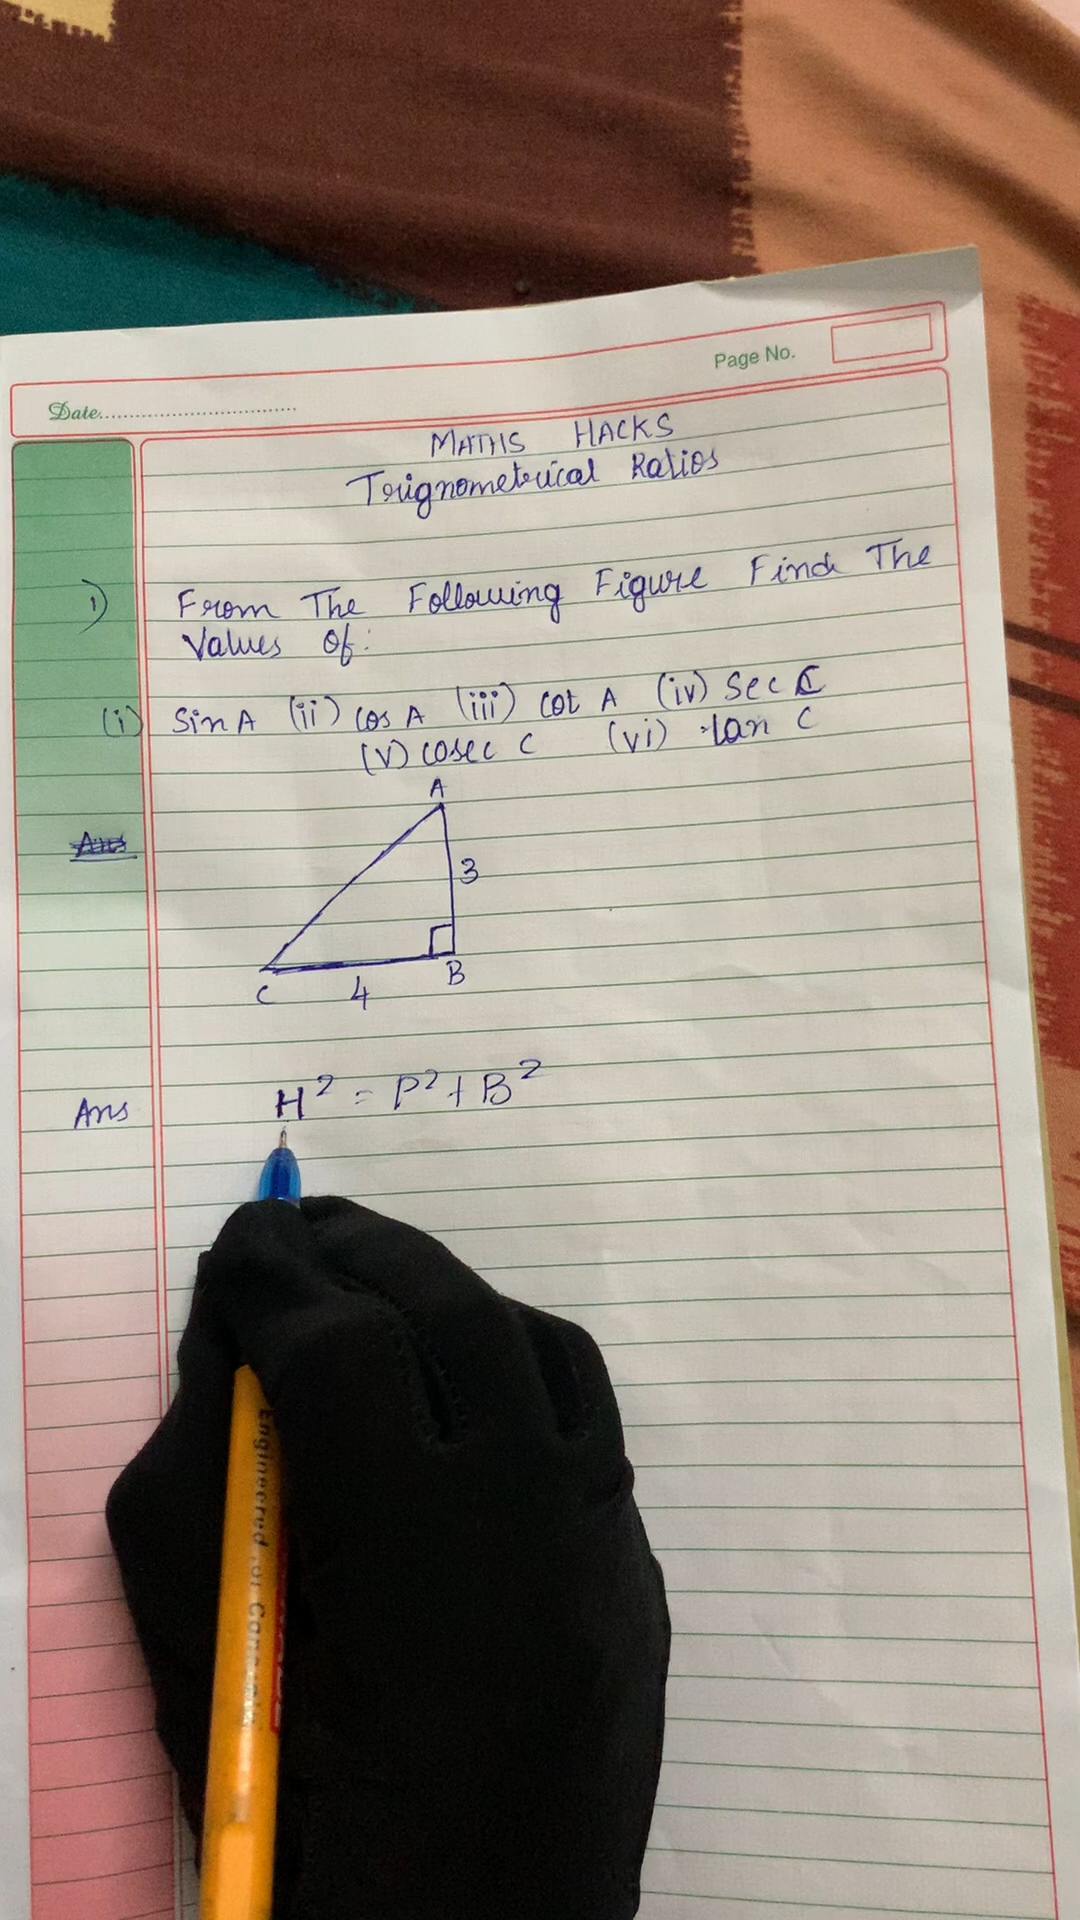 Page No.
Date
MATHS HACKS
Trignometrical Ratios
1) From The Following Figure Find The
Values of:
(i) Sin A (ii) cos A (iii) cot A (iv) sec C
(v) cosec C (vi) tan C
Ans
A
3
B
C
4
Ans H² = P² + B²
Engineered